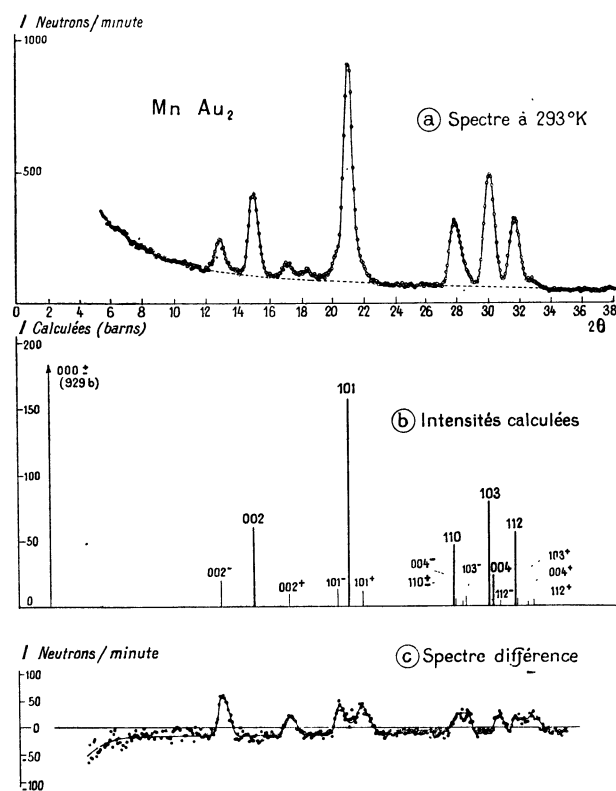 I Neutrons/minute
1000
Mn Au2
ⓐ Spectre à 293°K
500
0 2 4 6 8 10 12 14 16 18 20 22 24 26 28 30 32 34 36 38
2θ
I Calculées (barns)
200
000 ±
(929 b)
101
150
ⓑ Intensités calculées
100
103
002
112
110
50
004⁻ 103⁻ 004 103⁺
002⁻ 002⁺ 101⁻ 101⁺ 110± 112⁻ 004⁺
112⁺
0
I Neutrons/minute
ⓒ Spectre différence
100
50
0
-50
-100